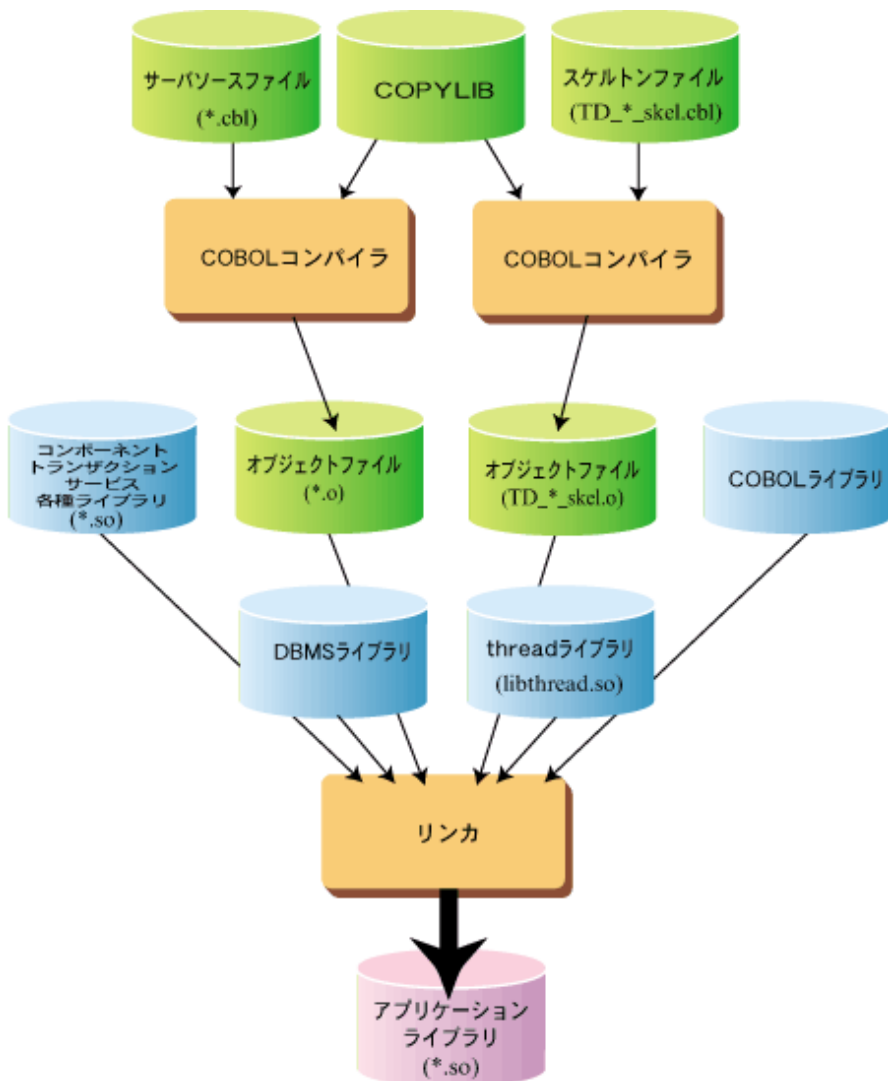 サーバソースファイル
(*.cbl)
COPYLIB
スケルトンファイル
(TD_*_skel.cbl)
COBOLコンパイラ
COBOLコンパイラ
コンポーネント
トランザクション
サービス
各種ライブラリ
(*.so)
オブジェクトファイル
(*.o)
オブジェクトファイル
(TD_*_skel.o)
COBOLライブラリ
DBMSライブラリ
threadライブラリ
(libthread.so)
リンカ
アプリケーション
ライブラリ
(*.so)